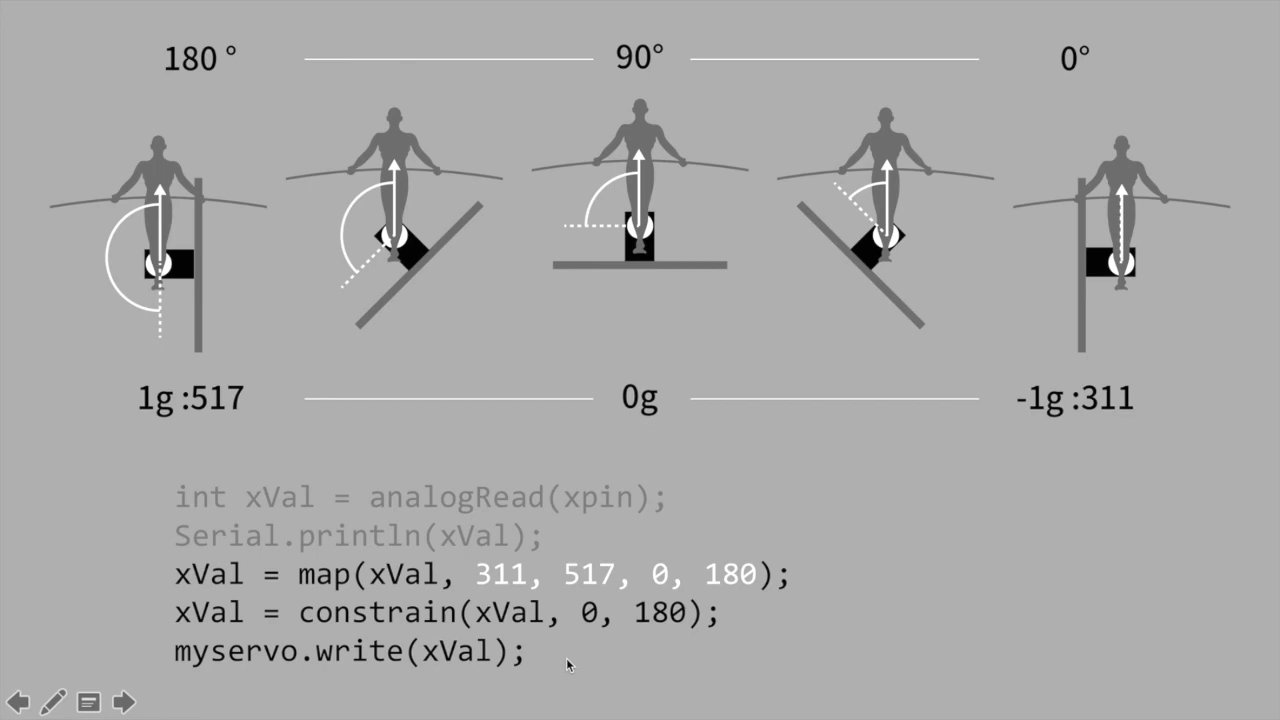 180 °
90°
0°
1g :517
0g
-1g :311
int xVal = analogRead(xpin);
Serial.println(xVal);
xVal = map(xVal, 311, 517, 0, 180);
xVal = constrain(xVal, 0, 180);
myservo.write(xVal);